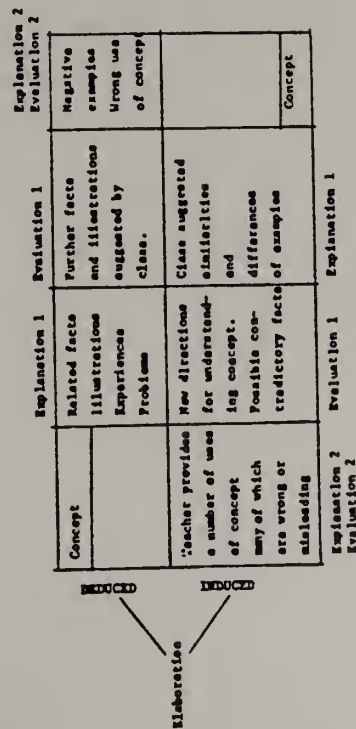 Explanation 1
Evaluation 1
Explanation 2
Evaluation 2
Concept
Related facts
illustrations
Experiences
Problems
Further facts
and illustrations
suggested by
class.
Negative
examples
Wrong use
of concept
Elaboration
Teacher provides
a number of uses
of concept
many of which
are wrong or
misleading
New directions
for understand-
ing concept.
Possible con-
tradictory facts
Class suggested
similarities
and
differences
of examples
Concept
Explanation 2
Evaluation 2
Evaluation 1
Explanation 1